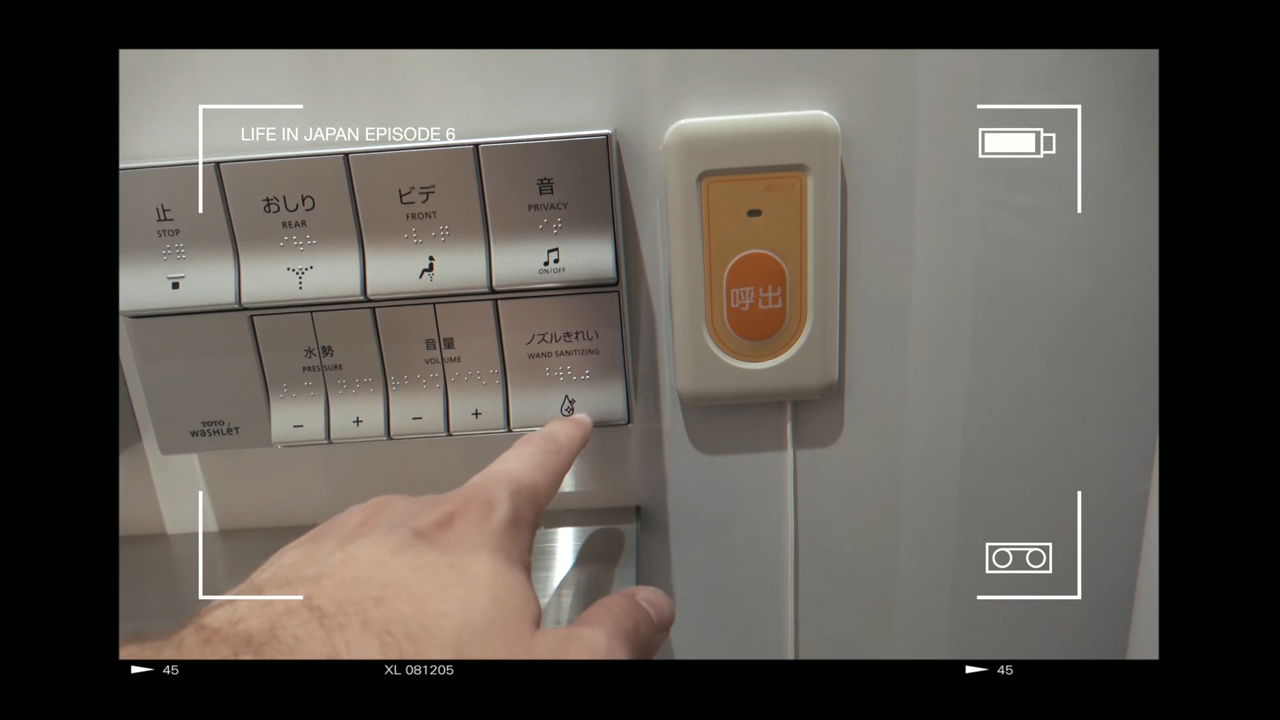 LIFE IN JAPAN EPISODE 6
止
STOP
おしり
REAR
ビデ
FRONT
音
PRIVACY
ON/OFF
水勢
PRESSURE
- +
音量
VOLUME
- +
ノズルきれい
WAND SANITIZING
TOTO
WASHLET
呼出
45
XL 081205
45